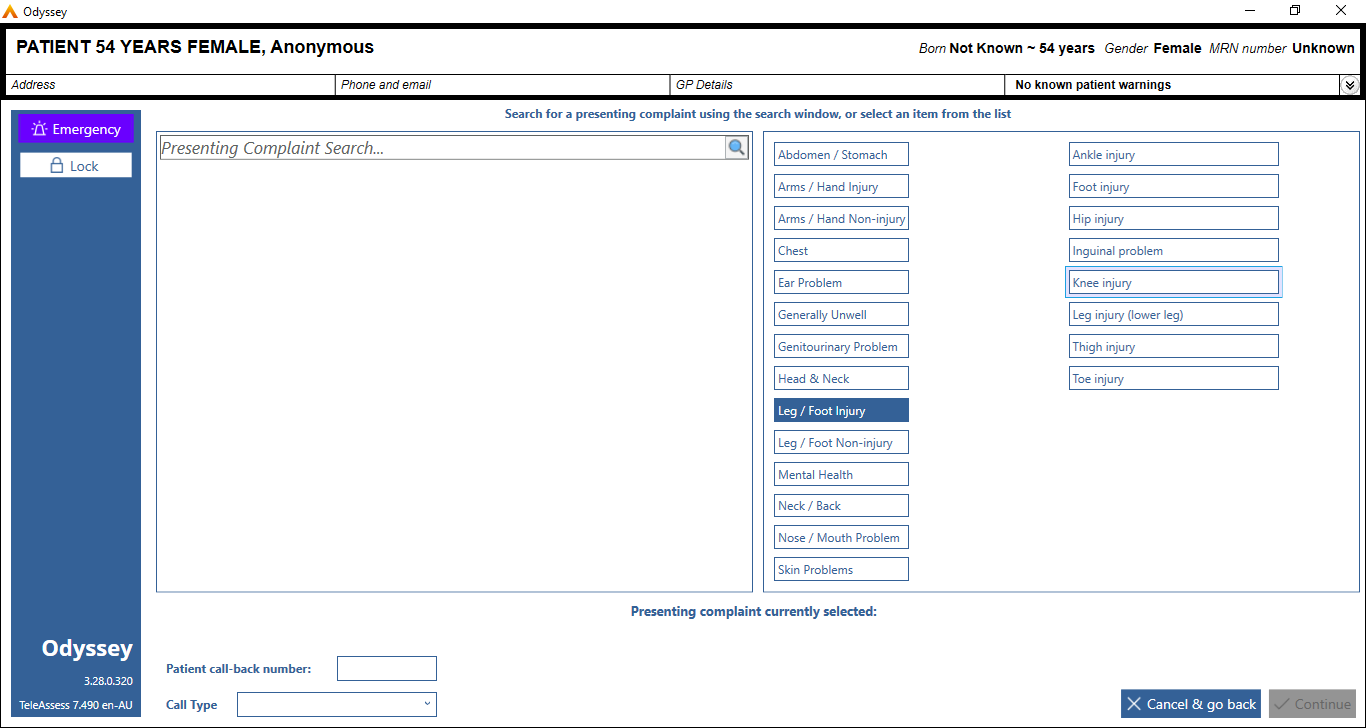 Odyssey
PATIENT 54 YEARS FEMALE, Anonymous
Born Not Known ~ 54 years Gender Female MRN number Unknown
Address
Phone and email
GP Details
No known patient warnings
Emergency
Lock
Search for a presenting complaint using the search window, or select an item from the list
Presenting Complaint Search...
Abdomen / Stomach
Arms / Hand Injury
Arms / Hand Non-injury
Chest
Ear Problem
Generally Unwell
Genitourinary Problem
Head & Neck
Leg / Foot Injury
Leg / Foot Non-injury
Mental Health
Neck / Back
Nose / Mouth Problem
Skin Problems
Ankle injury
Foot injury
Hip injury
Inguinal problem
Knee injury
Leg injury (lower leg)
Thigh injury
Toe injury
Presenting complaint currently selected:
Odyssey
3.28.0.320
TeleAssess 7.490 en-AU
Patient call-back number:
Call Type
Cancel & go back
Continue